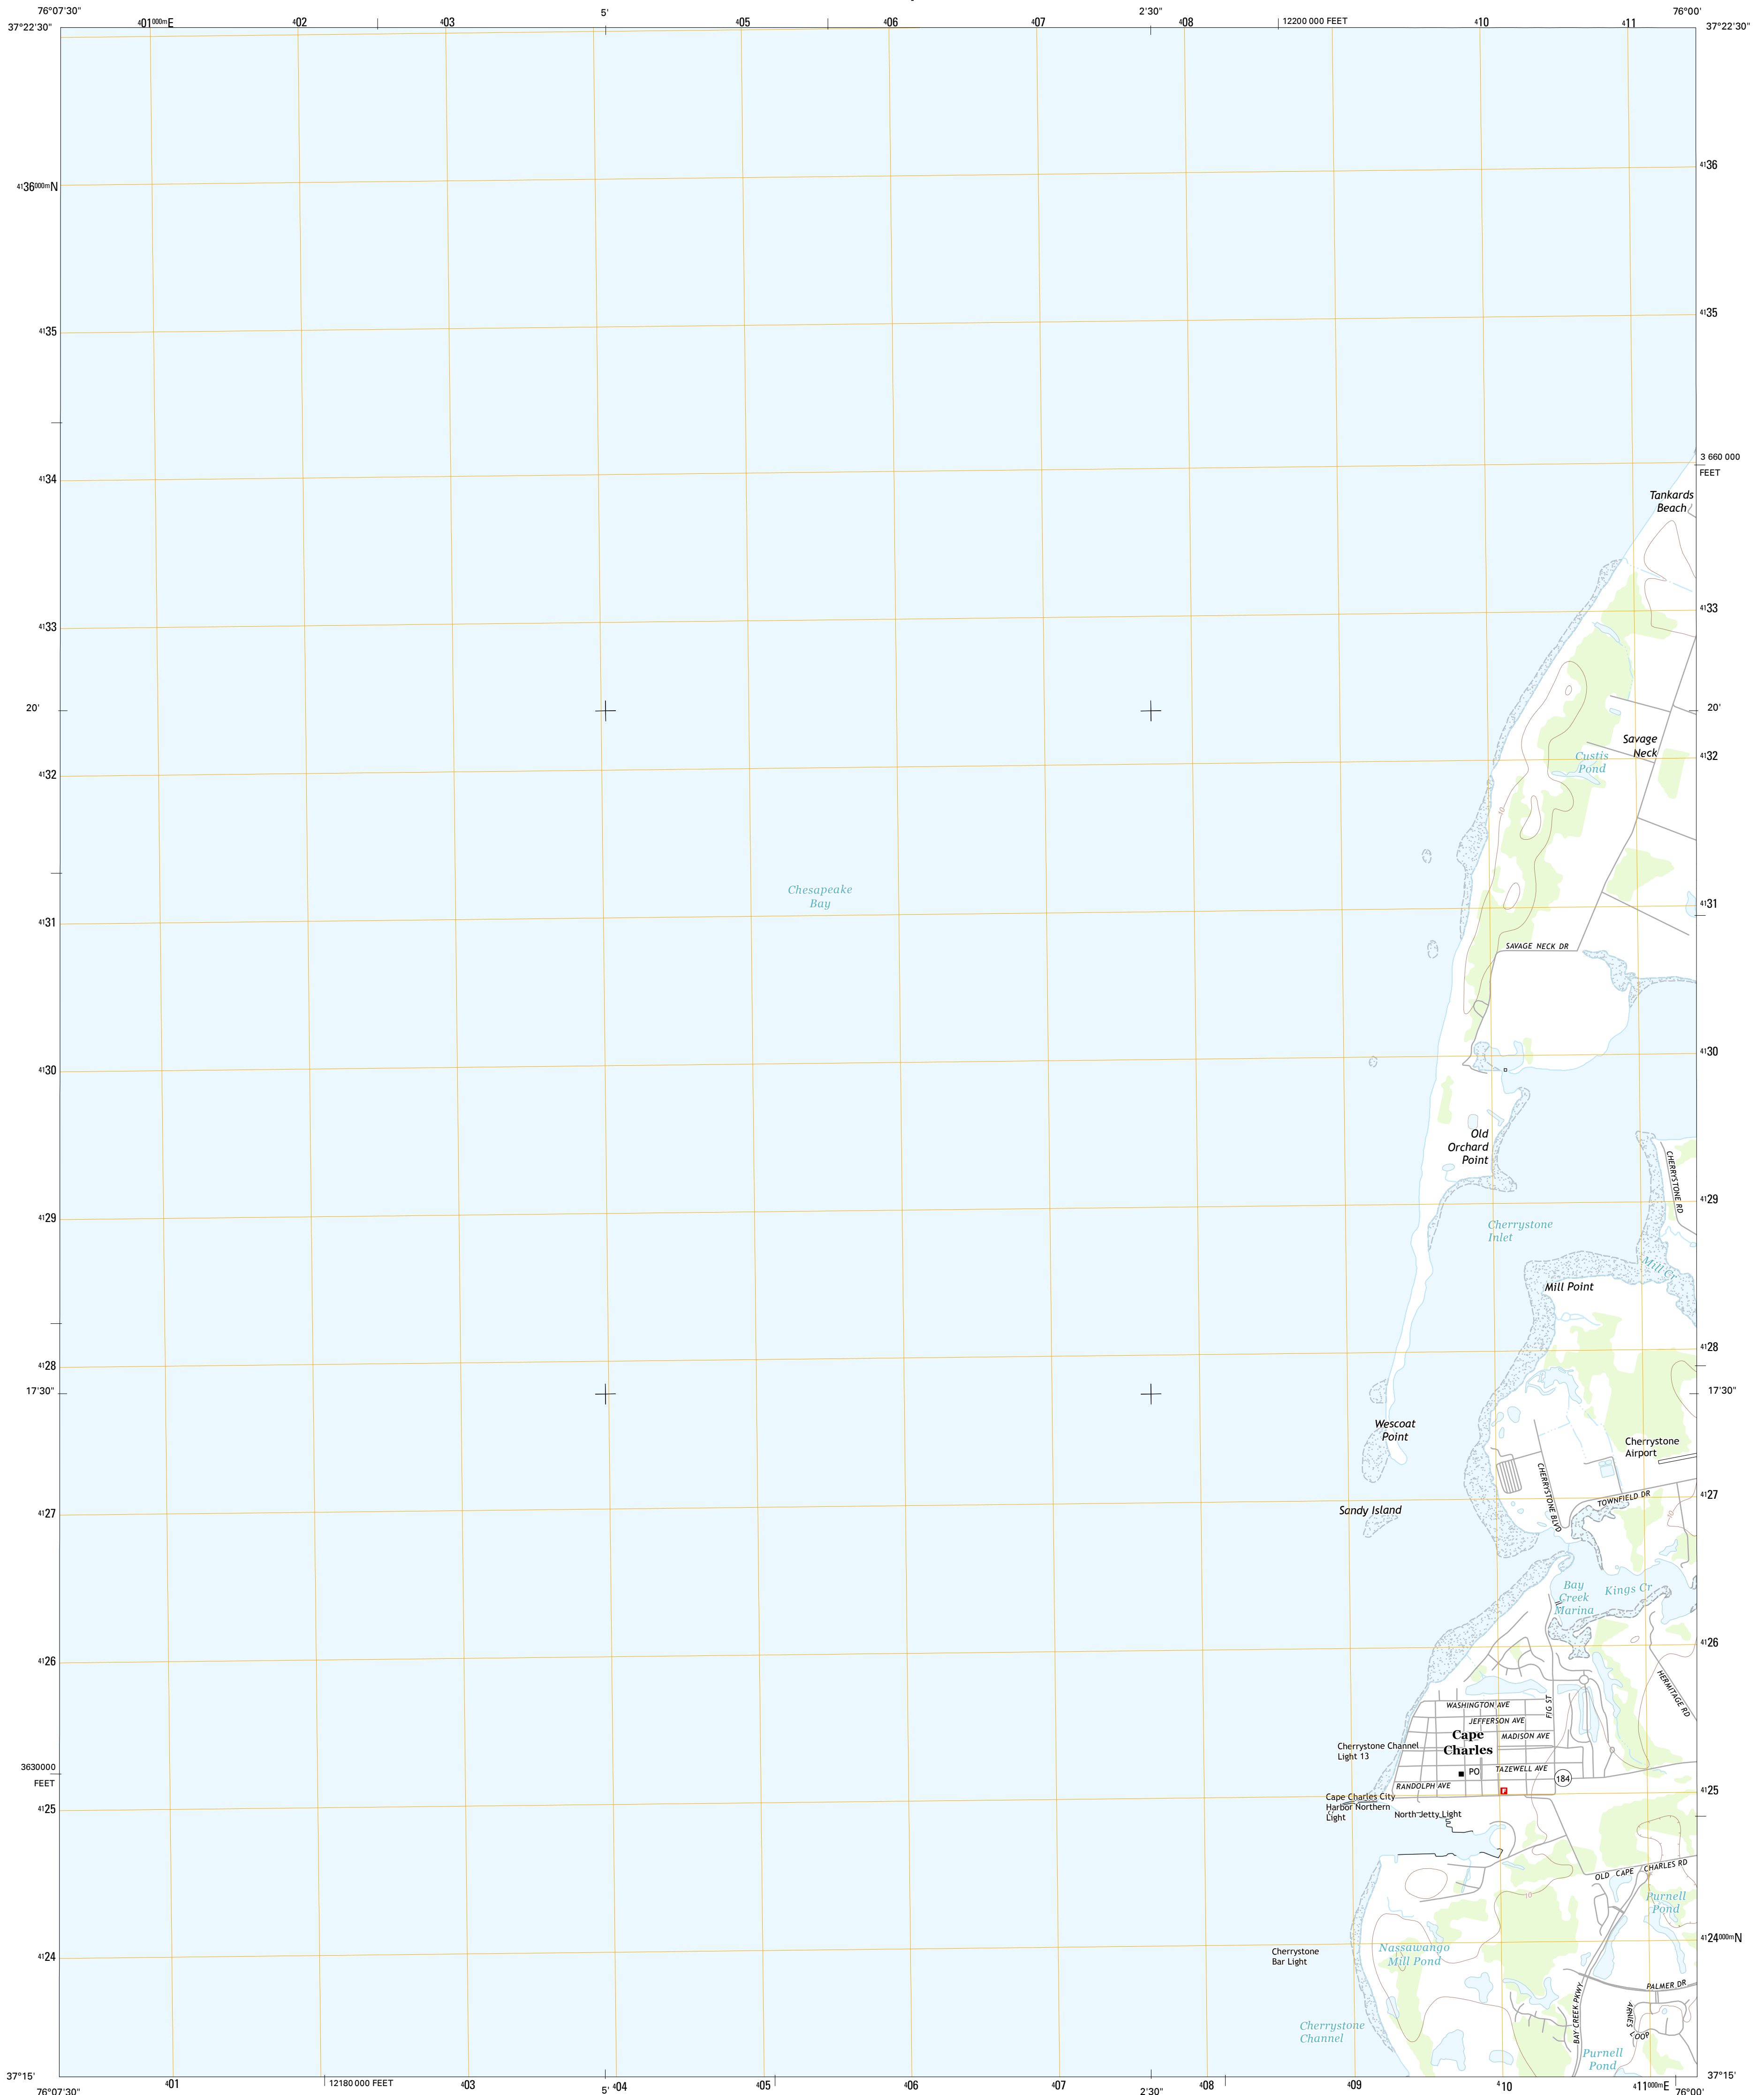 76°07'30"
5'
2'30"
76°00'
37°22'30"
401000mE
402
403
405
406
407
408
12200 000 FEET
410
411
37°22'30"
4136
4136000mN
4135
4135
4134
3 660 000
FEET
Tankards
Beach
4133
4133
20'
20'
Savage
Neck
Custis
Pond
4132
4132
10
Chesapeake
Bay
4131
4131
SAVAGE NECK DR
4130
4130
Old
Orchard
Point
CHERRYSTONE RD
4129
4129
Cherrystone
Inlet
Mill Cr
Mill Point
4128
4128
17'30"
17'30"
Wescoat
Point
Cherrystone
Airport
CHERRYSTONE BLVD
TOWNFIELD DR
4127
4127
Sandy Island
10
Bay
Creek
Marina
Kings Cr
4126
4126
HERMITAGE RD
WASHINGTON AVE
FIG ST
JEFFERSON AVE
Cape
Charles
MADISON AVE
Cherrystone Channel
Light 13
TAZEWELL AVE
PO
184
3630000
FEET
RANDOLPH AVE
F
4125
4125
Cape Charles City
Harbor Northern
Light
North Jetty Light
OLD CAPE CHARLES RD
10
Purnell
Pond
4124
4124000mN
Nassawango
Mill Pond
Cherrystone
Bar Light
PALMER DR
BAY CREEK PKWY
ARNIES LOOP
Cherrystone
Channel
Purnell
Pond
37°15'
37°15'
401
12180 000 FEET
403
5'
404
405
406
407
2'30"
408
409
410
411000mE
76°07'30"
76°00'